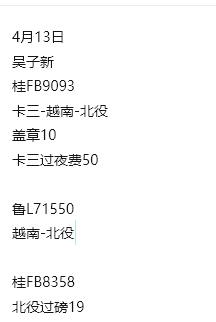 4月13日
吴子新
桂FB9093
卡三-越南-北役
盖章10
卡三过夜费50
鲁L71550
越南-北役
桂FB8358
北役过磅19